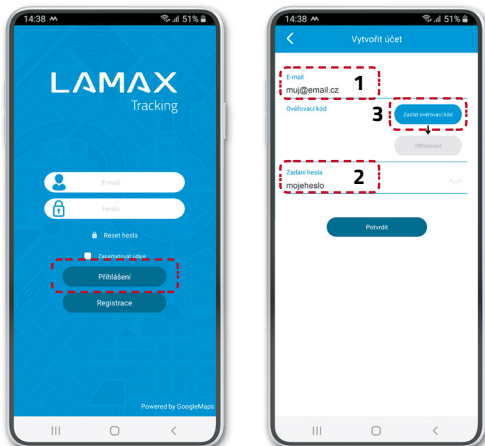 14:38
51%
LAMAX
Tracking
E-mail
Heslo
Reset hesla
Zapamatovat údaje
Přihlášení
Registrace
Powered by GoogleMaps
14:38
51%
Vytvořit účet
E-mail
muj@email.cz
1
Ověřovací kód
3
Zaslat ověřovací kód
Zadání hesla
mojeheslo
2
Potvrdit